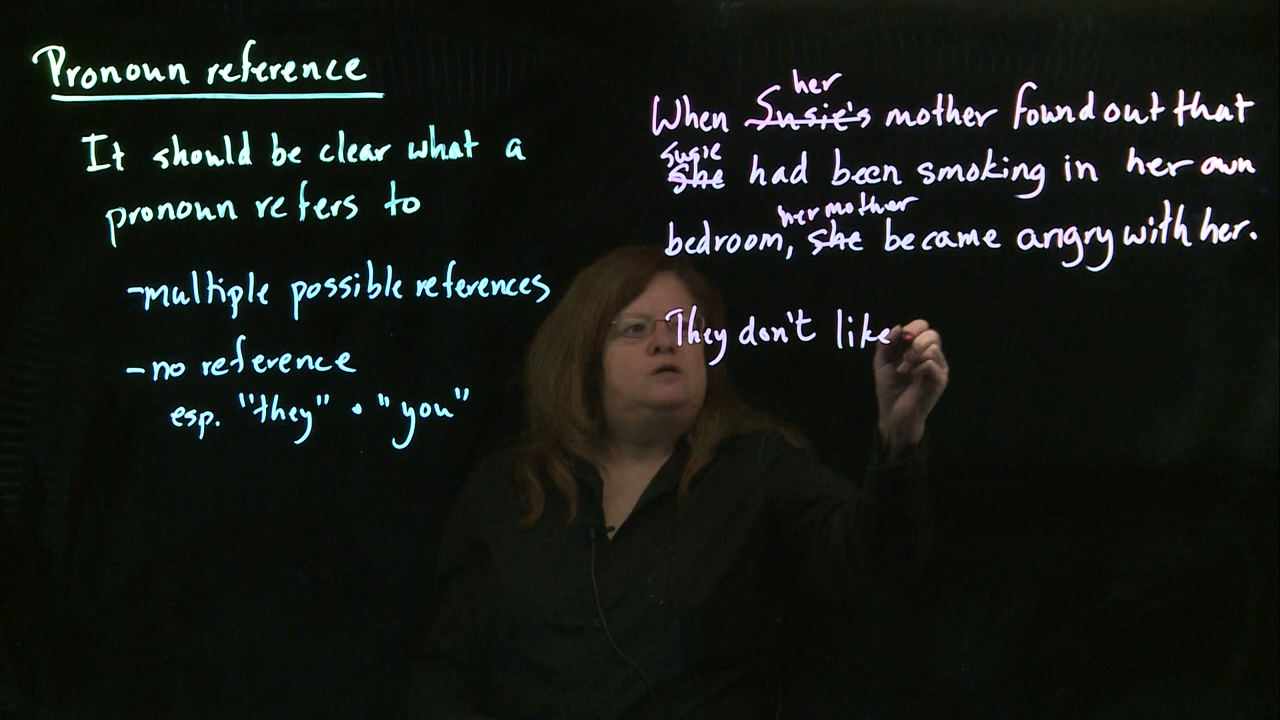 Pronoun reference
It should be clear what a
pronoun refers to
-multiple possible references
-no reference
esp. "they" • "you"
her
When Susie's mother found out that
Susie
she had been smoking in her own
her mother
bedroom, she became angry with her.
They don't like